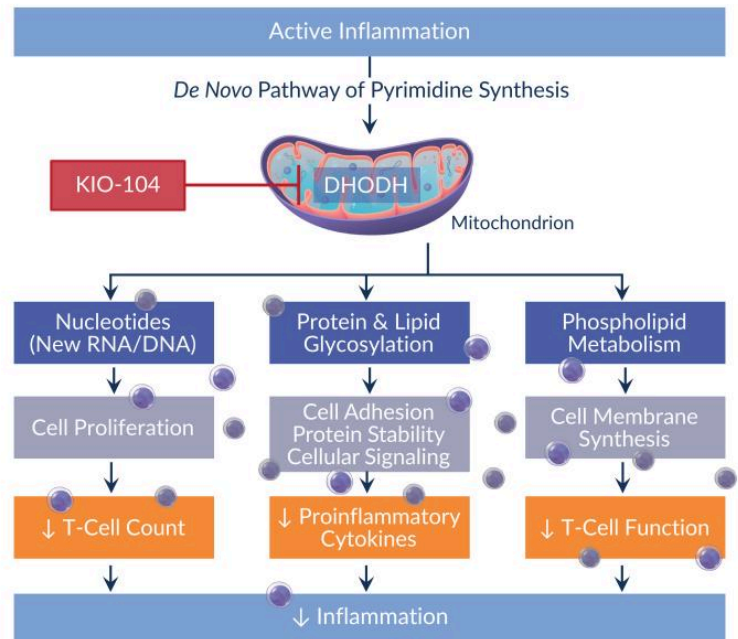 Active Inflammation
De Novo Pathway of Pyrimidine Synthesis
KIO-104
DHODH
Mitochondrion
Nucleotides
(New RNA/DNA)
Protein & Lipid
Glycosylation
Phospholipid
Metabolism
Cell Proliferation
Cell Adhesion
Protein Stability
Cellular Signaling
Cell Membrane
Synthesis
↓ T-Cell Count
↓ Proinflammatory
Cytokines
↓ T-Cell Function
↓ Inflammation